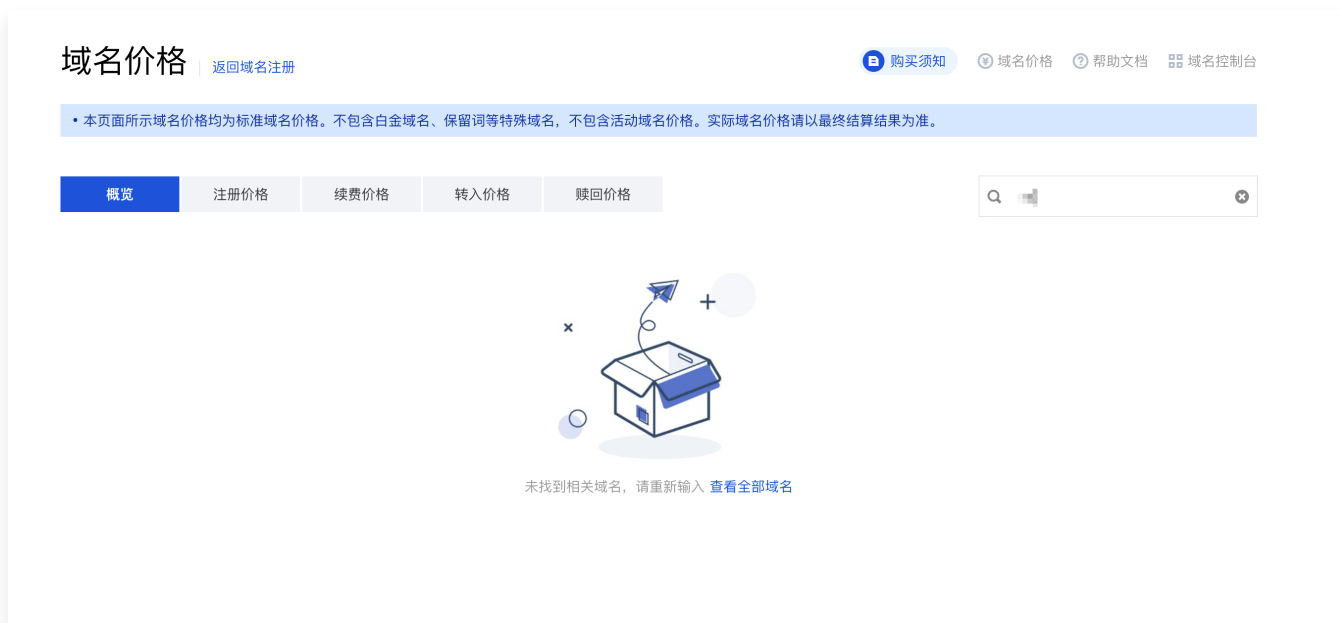 域名价格 返回域名注册 购买须知 域名价格 帮助文档 域名控制台
• 本页面所示域名价格均为标准域名价格。不包含白金域名、保留词等特殊域名，不包含活动域名价格。实际域名价格请以最终结算结果为准。
概览 注册价格 续费价格 转入价格 赎回价格
未找到相关域名，请重新输入 查看全部域名